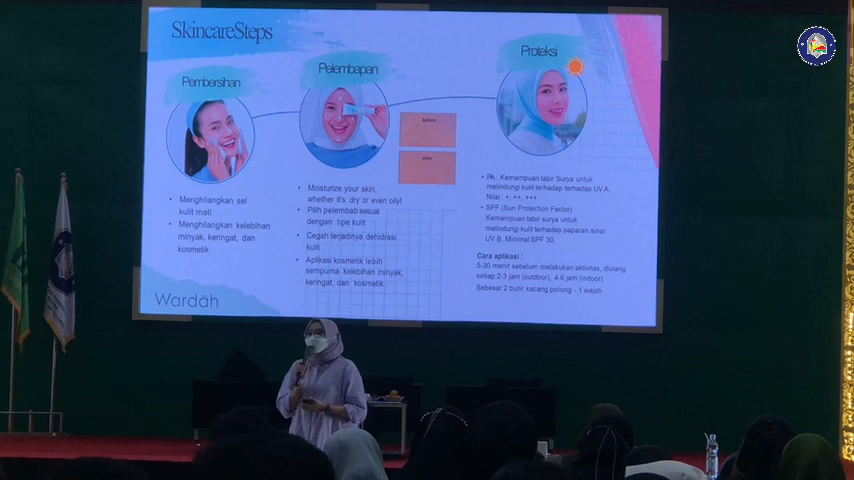 SkincareSteps
Pembersihan
Menghilangkan sel
kulit mati
Menghilangkan kelebihan
minyak, keringat, dan
kosmetik
Pelembapan
before
after
Moisturize your skin,
whether it's dry or even oily!
Pilih pelembab sesuai
dengan tipe kulit
Cegah terjadinya dehidrasi
kulit
Aplikasi kosmetik lebih
sempurna kelebihan minyak,
keringat, dan kosmetik
Proteksi
PA : Kemampuan tabir Surya untuk
melindungi kulit terhadap terhadap UV A.
Nilai : +, ++, +++
SPF (Sun Protection Factor)
Kemampuan tabir surya untuk
melindungi kulit terhadap paparan sinar
UV B. Minimal SPF 30.
Cara aplikasi :
5-30 menit sebelum melakukan aktivitas, diulang
setiap 2-3 jam (outdoor), 4-6 jam (indoor)
Sebesar 2 butir kacang polong - 1 wajah
Wardah